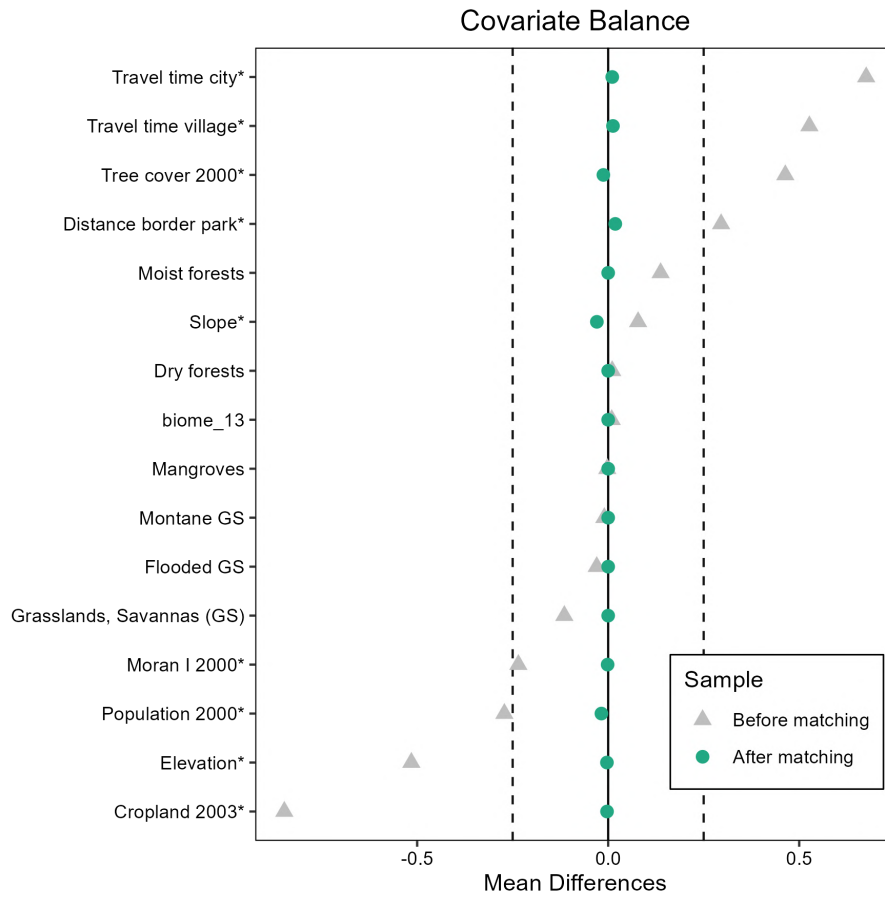 Covariate Balance
Travel time city*
Travel time village*
Tree cover 2000*
Distance border park*
Moist forests
Slope*
Dry forests
biome_13
Mangroves
Montane GS
Flooded GS
Grasslands, Savannas (GS)
Moran I 2000*
Population 2000*
Elevation*
Cropland 2003*
Sample
Before matching
After matching
-0.5 0.0 0.5
Mean Differences